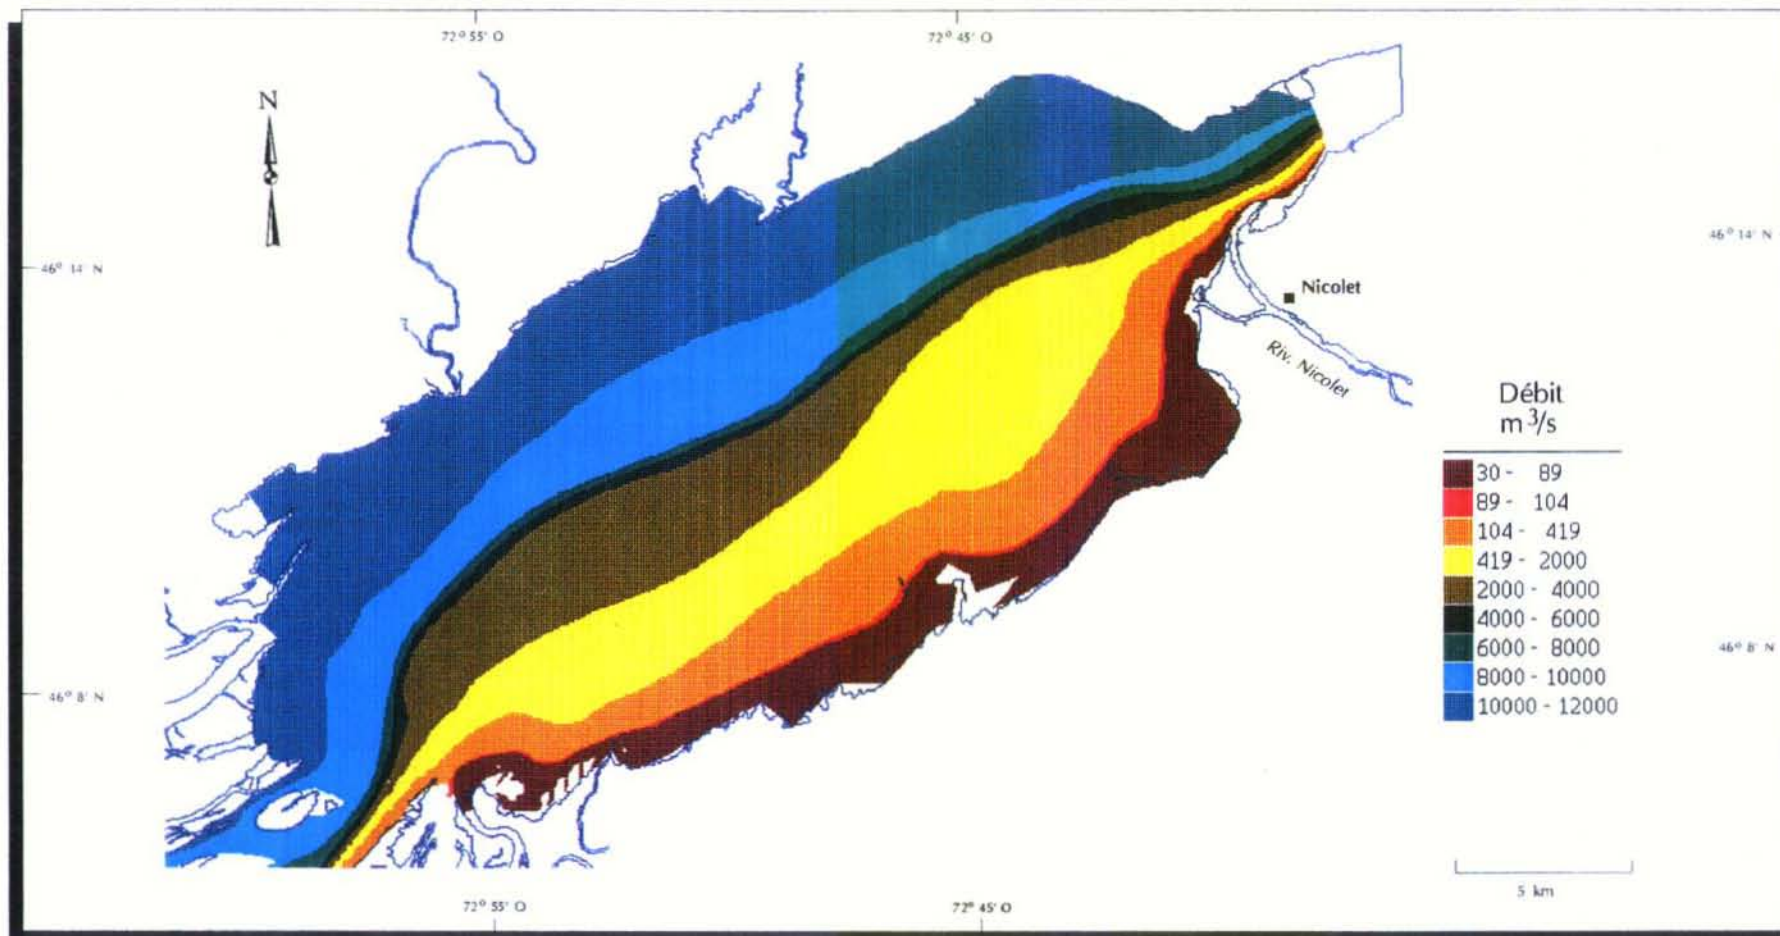 72° 55' O
72° 45' O
N
46° 14' N
46° 14' N
Nicolet
Riv. Nicolet
Débit
m³/s
30 - 89
89 - 104
104 - 419
419 - 2000
2000 - 4000
4000 - 6000
6000 - 8000
8000 - 10000
10000 - 12000
46° 8' N
46° 8' N
5 km
72° 55' O
72° 45' O